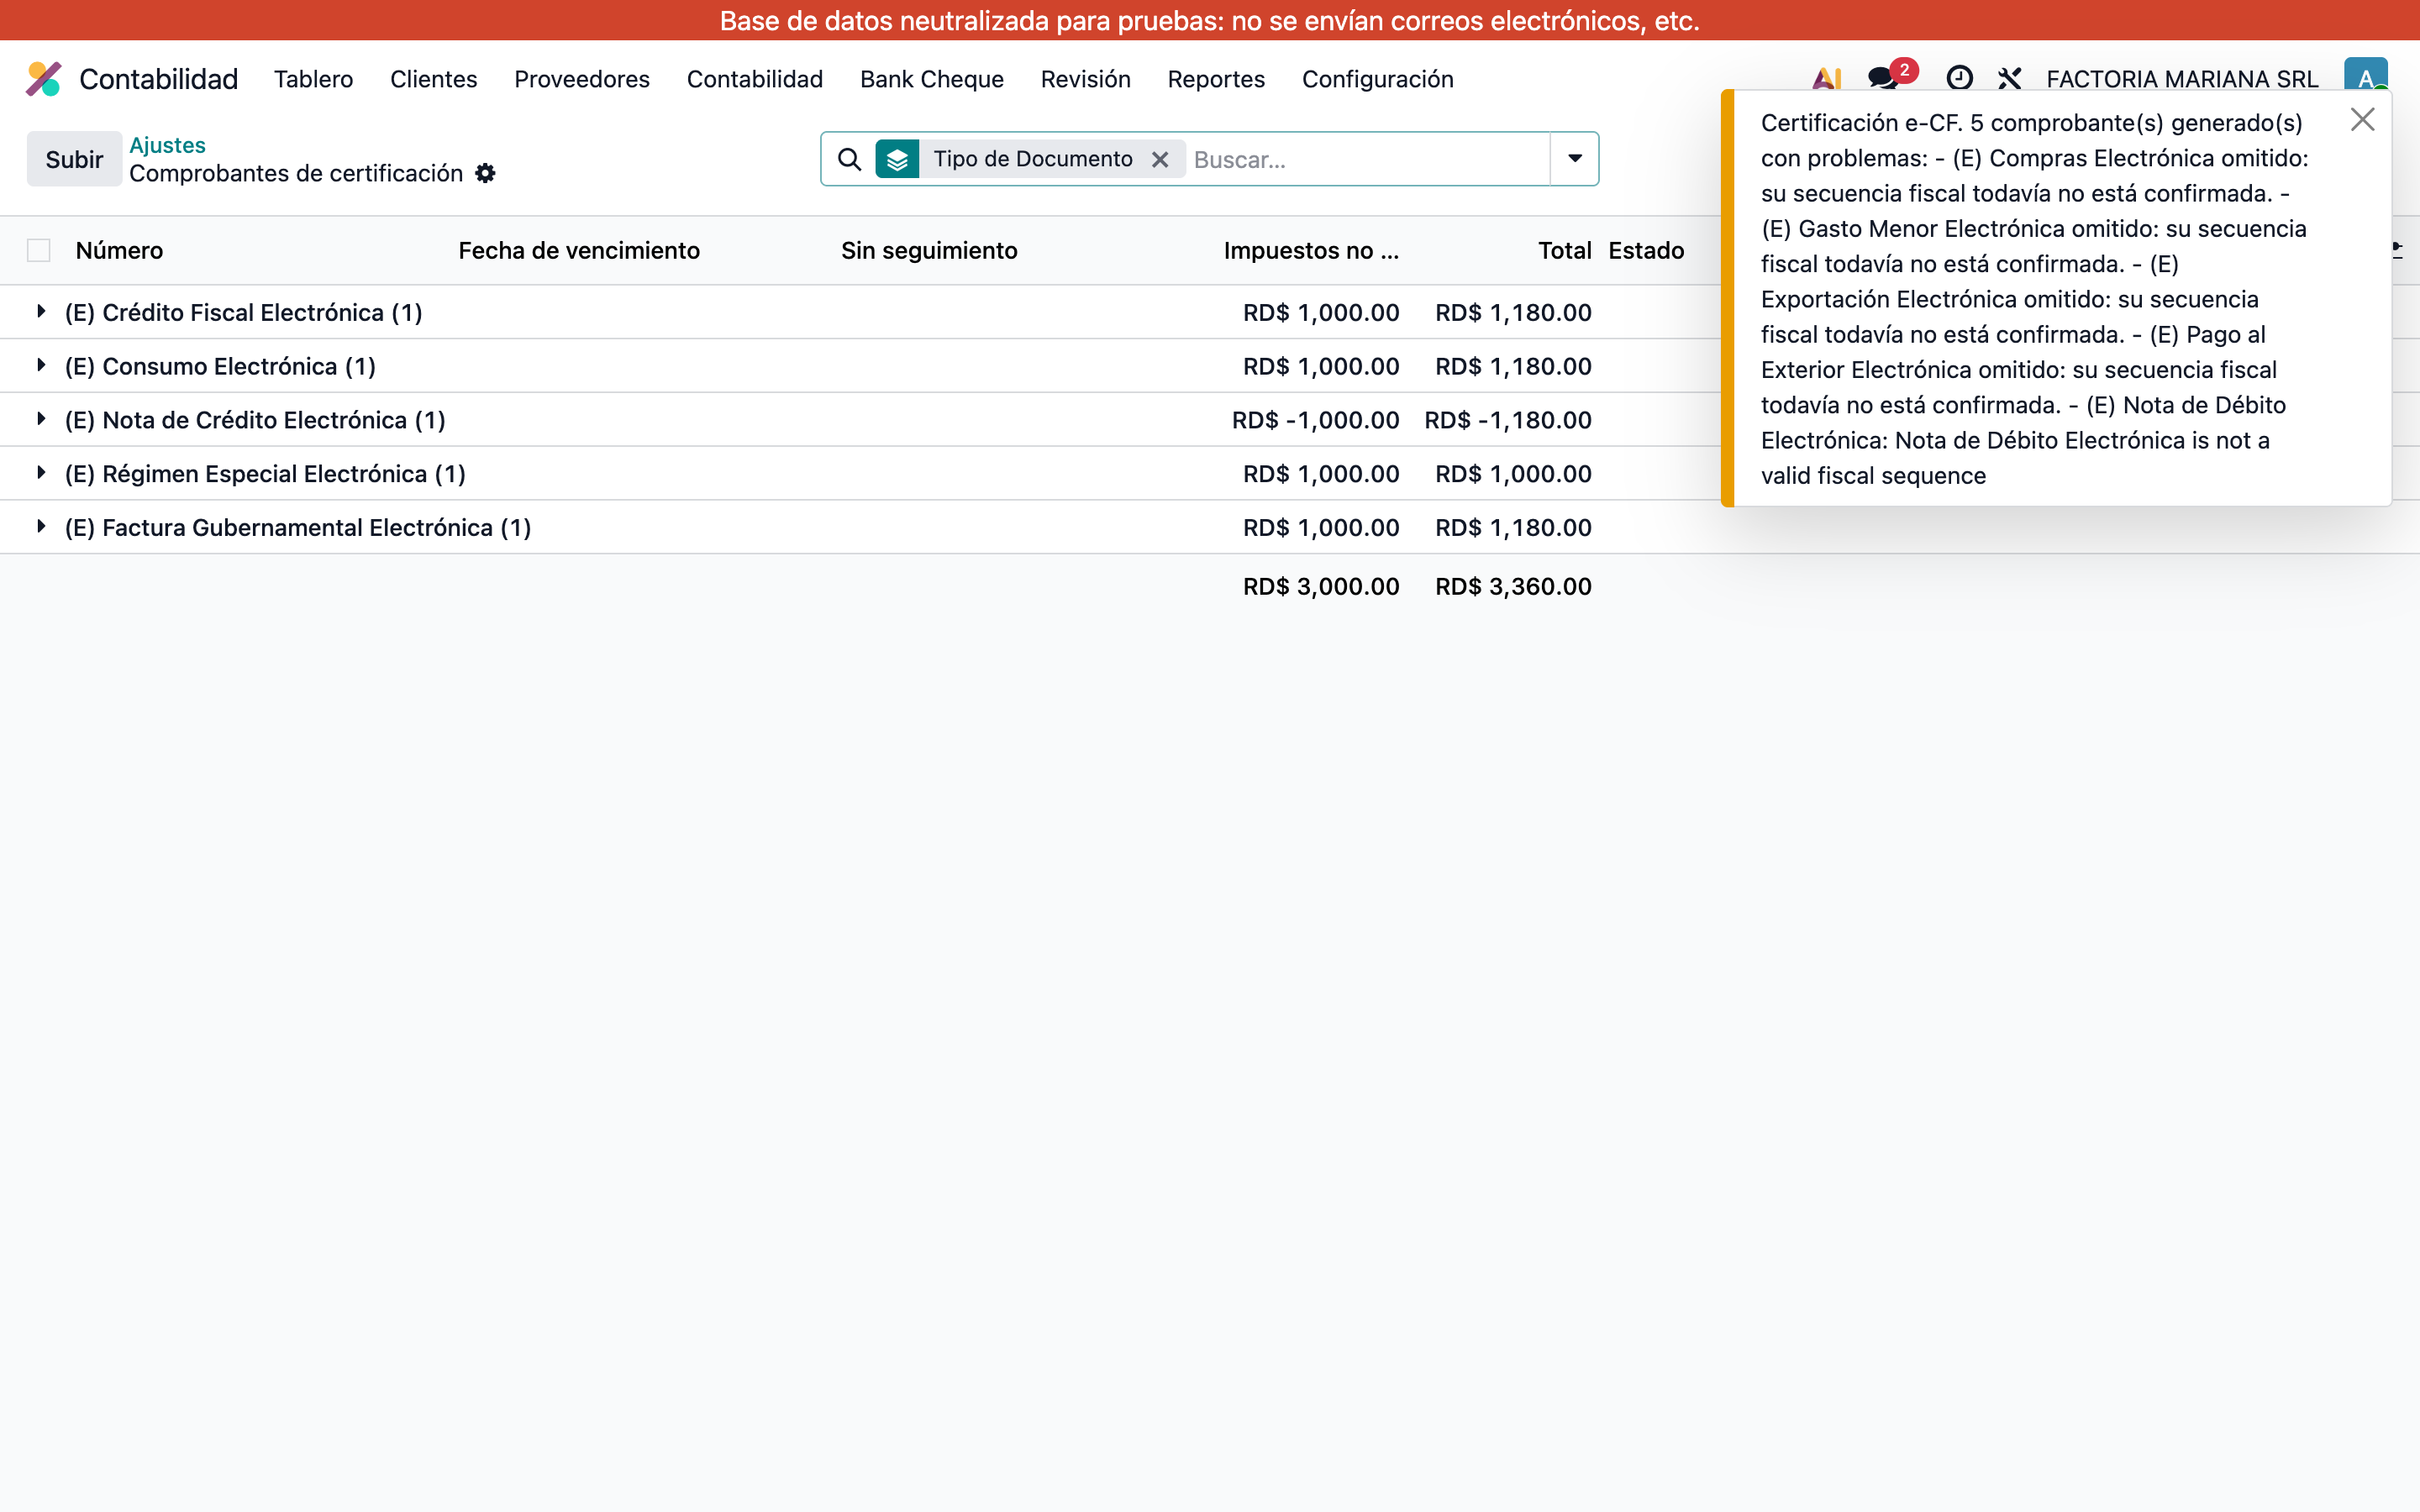 Base de datos neutralizada para pruebas: no se envían correos electrónicos, etc.
Contabilidad Tablero Clientes Proveedores Contabilidad Bank Cheque Revisión Reportes Configuración AI 2 FACTORIA MARIANA SRL A
Subir Ajustes
Comprobantes de certificación
Tipo de Documento Buscar...
Certificación e-CF. 5 comprobante(s) generado(s)
con problemas: - (E) Compras Electrónica omitido:
su secuencia fiscal todavía no está confirmada. -
(E) Gasto Menor Electrónica omitido: su secuencia
fiscal todavía no está confirmada. - (E)
Exportación Electrónica omitido: su secuencia
fiscal todavía no está confirmada. - (E) Pago al
Exterior Electrónica omitido: su secuencia fiscal
todavía no está confirmada. - (E) Nota de Débito
Electrónica: Nota de Débito Electrónica is not a
valid fiscal sequence
Número Fecha de vencimiento Sin seguimiento Impuestos no ... Total Estado
(E) Crédito Fiscal Electrónica (1) RD$ 1,000.00 RD$ 1,180.00
(E) Consumo Electrónica (1) RD$ 1,000.00 RD$ 1,180.00
(E) Nota de Crédito Electrónica (1) RD$ -1,000.00 RD$ -1,180.00
(E) Régimen Especial Electrónica (1) RD$ 1,000.00 RD$ 1,000.00
(E) Factura Gubernamental Electrónica (1) RD$ 1,000.00 RD$ 1,180.00
RD$ 3,000.00 RD$ 3,360.00